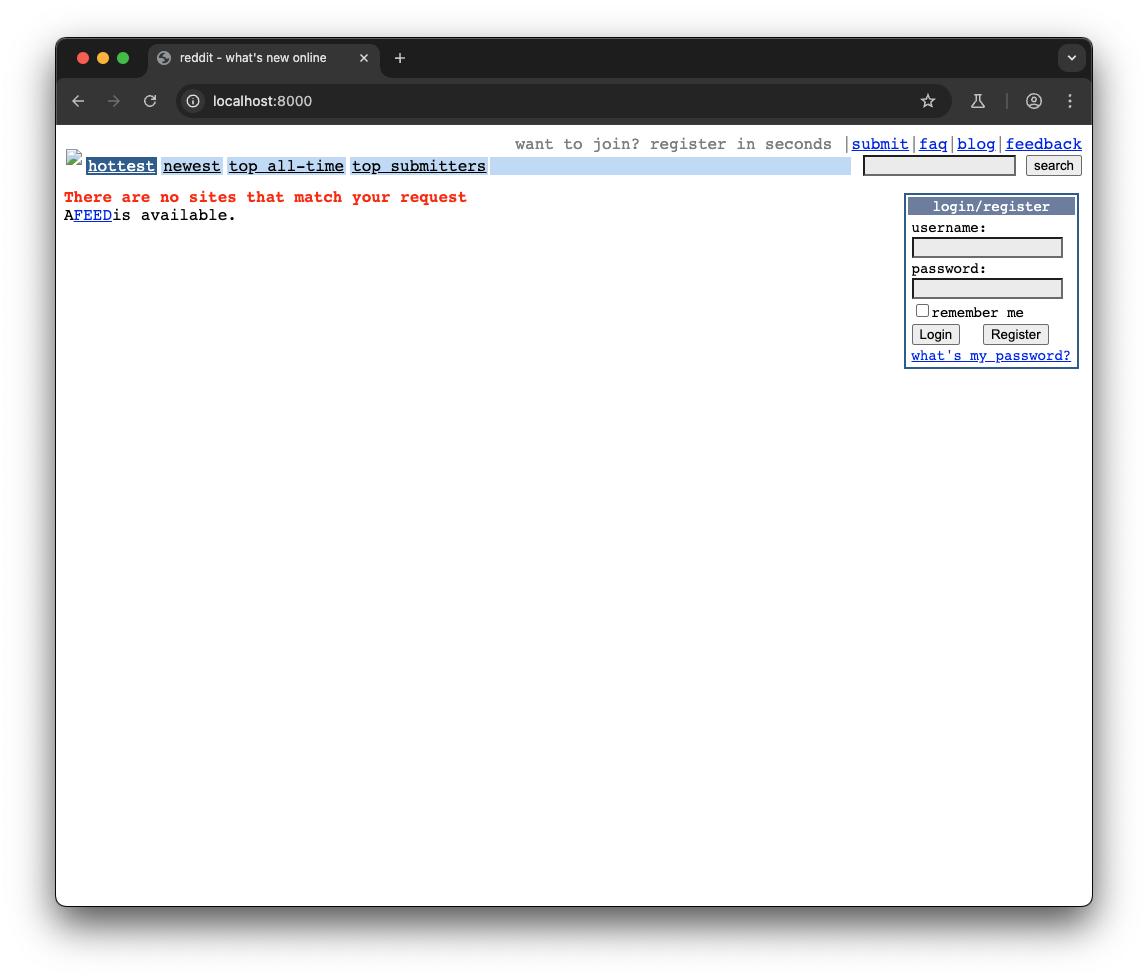 reddit - what's new online
localhost:8000
want to join? register in seconds |submit|faq|blog|feedback
hottest newest top all-time top submitters search
There are no sites that match your request
AFEEDis available.
login/register
username:
password:
remember me
Login Register
what's my password?